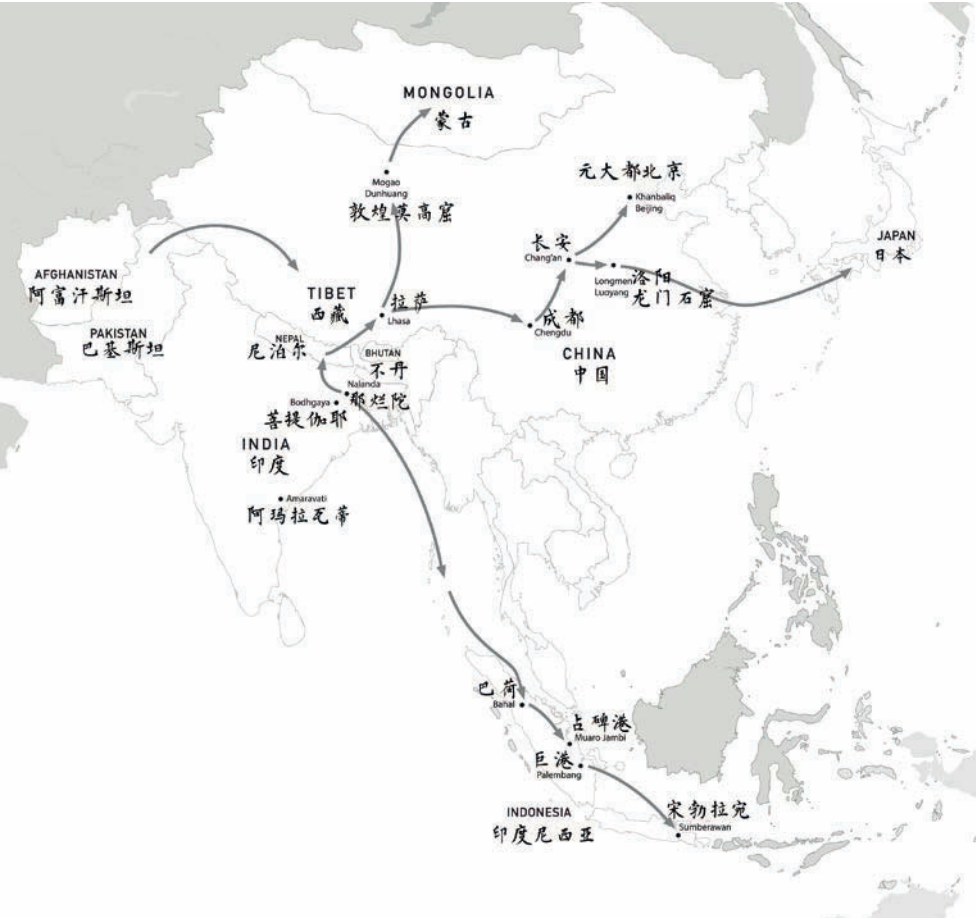 MONGOLIA
蒙古
Mogao
Dunhuang
敦煌莫高窟
元大都北京
Khanbaliq
Beijing
长安
Chang'an
Longmen
Luoyang
洛阳
龙门石窟
JAPAN
日本
AFGHANISTAN
阿富汗斯坦
PAKISTAN
巴基斯坦
TIBET
西藏
拉萨
Lhasa
成都
Chengdu
CHINA
中国
NEPAL
尼泊尔
BHUTAN
不丹
Nalanda
那烂陀
Bodhgaya
菩提伽耶
INDIA
印度
Amaravati
阿玛拉瓦蒂
巴荷
Bahal
占碑港
Muaro Jambi
巨港
Palembang
INDONESIA
印度尼西亚
宋勃拉宛
Sumberawan